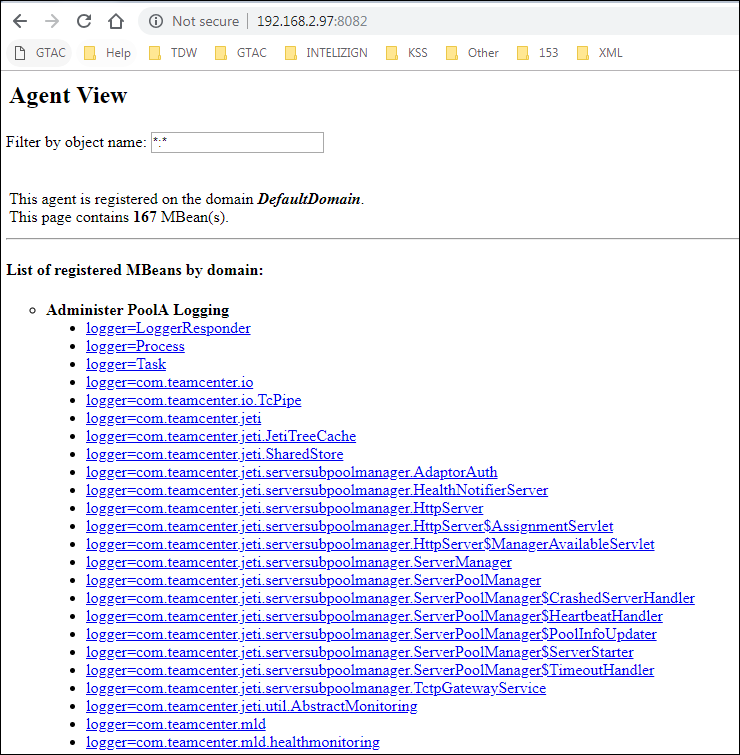 Not secure | 192.168.2.97:8082
GTAC Help TDW GTAC INTELIZIGN KSS Other 153 XML
Agent View
Filter by object name: *:*
This agent is registered on the domain DefaultDomain.
This page contains 167 MBean(s).
List of registered MBeans by domain:
Administer PoolA Logging
logger=LoggerResponder
logger=Process
logger=Task
logger=com.teamcenter.io
logger=com.teamcenter.io.TcPipe
logger=com.teamcenter.jeti
logger=com.teamcenter.jeti.JetiTreeCache
logger=com.teamcenter.jeti.SharedStore
logger=com.teamcenter.jeti.serversubpoolmanager.AdaptorAuth
logger=com.teamcenter.jeti.serversubpoolmanager.HealthNotifierServer
logger=com.teamcenter.jeti.serversubpoolmanager.HttpServer
logger=com.teamcenter.jeti.serversubpoolmanager.HttpServer$AssignmentServlet
logger=com.teamcenter.jeti.serversubpoolmanager.HttpServer$ManagerAvailableServlet
logger=com.teamcenter.jeti.serversubpoolmanager.ServerManager
logger=com.teamcenter.jeti.serversubpoolmanager.ServerPoolManager
logger=com.teamcenter.jeti.serversubpoolmanager.ServerPoolManager$CrashedServerHandler
logger=com.teamcenter.jeti.serversubpoolmanager.ServerPoolManager$HeartbeatHandler
logger=com.teamcenter.jeti.serversubpoolmanager.ServerPoolManager$PoolInfoUpdater
logger=com.teamcenter.jeti.serversubpoolmanager.ServerPoolManager$ServerStarter
logger=com.teamcenter.jeti.serversubpoolmanager.ServerPoolManager$TimeoutHandler
logger=com.teamcenter.jeti.serversubpoolmanager.TctpGatewayService
logger=com.teamcenter.jeti.util.AbstractMonitoring
logger=com.teamcenter.mld
logger=com.teamcenter.mld.healthmonitoring